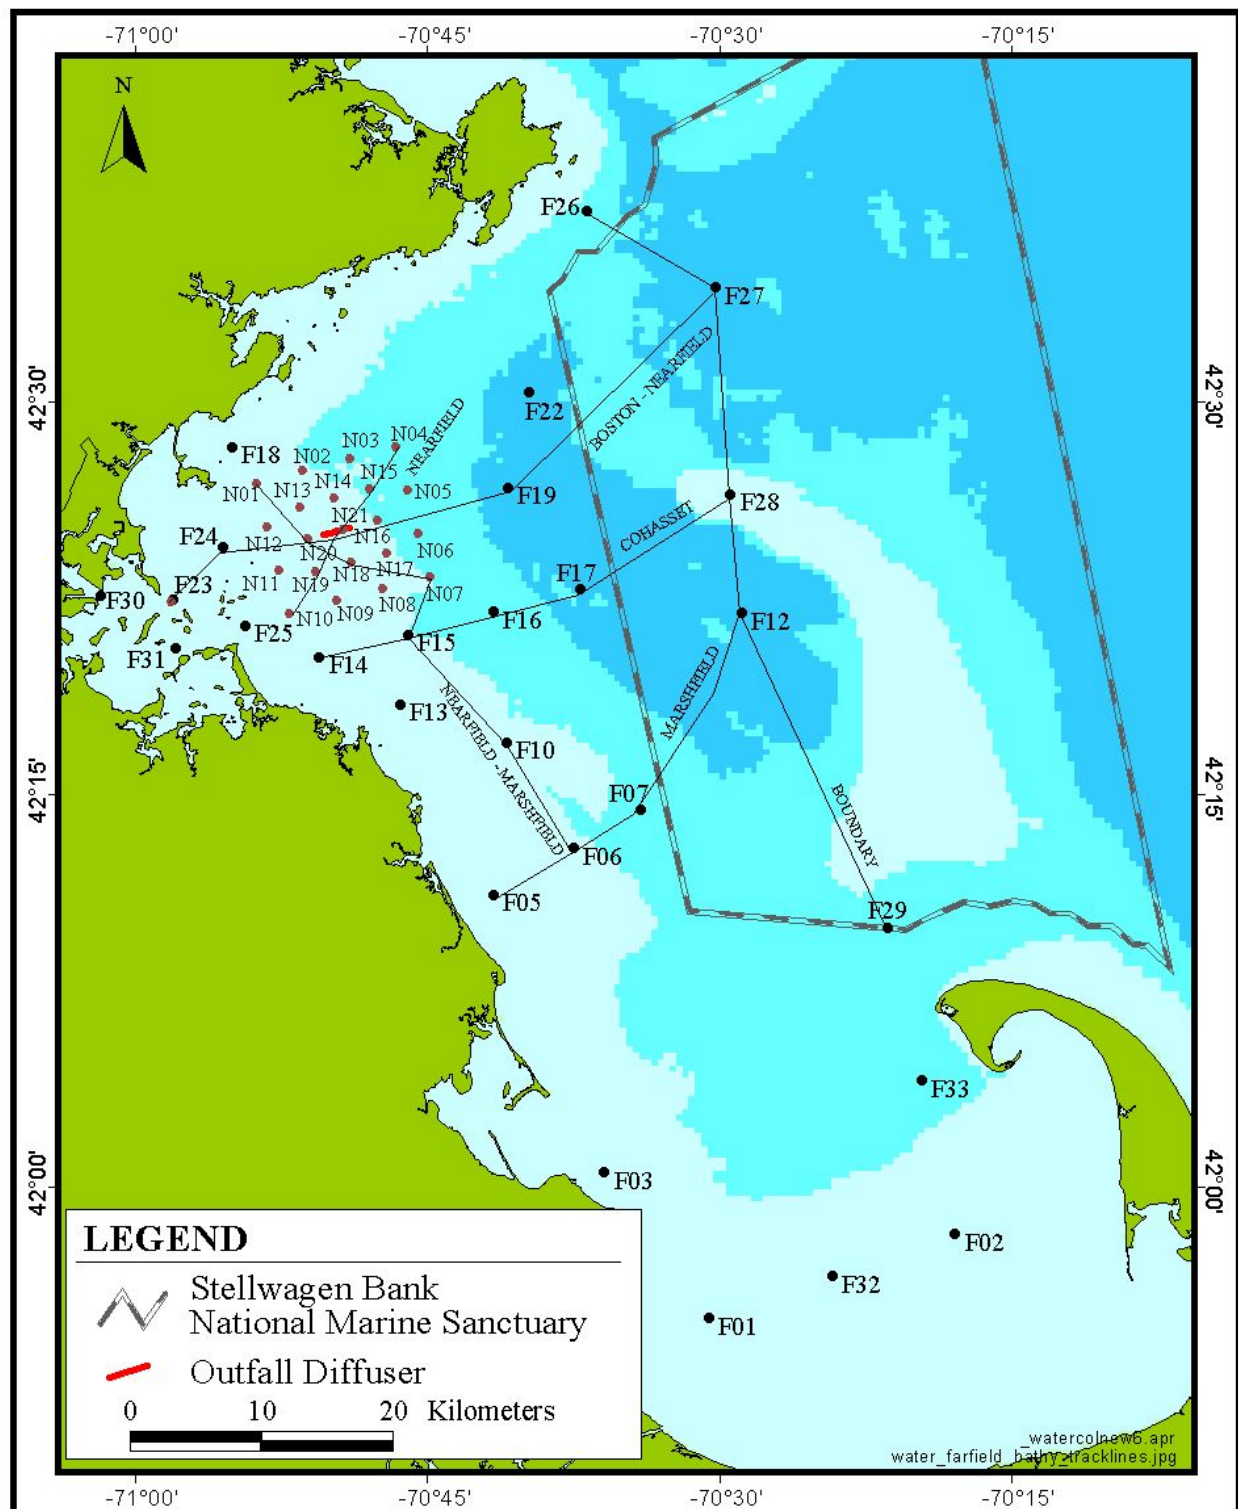 -71°00' -70°45' -70°30' -70°15'
N
F26
F27
42°30' 42°30'
F22
BOSTON - NEARFIELD
NEARFIELD
N04
N03
F18
N02
N15
N01
N14
N05
F19
N13
F28
N21
COHASSET
F24
N12
N16
N06
N20
F23
N11
N19
N18
N17
F17
N07
F30
N10
N09
N08
F16
F12
F25
F15
F31
F14
MARSHFIELD
NEARFIELD - MARSHFIELD
F13
F10
42°15' 42°15'
F07
BOUNDARY
F06
F05
F29
F33
F03
42°00' 42°00'
F02
F32
F01
LEGEND
Stellwagen Bank
National Marine Sanctuary
Outfall Diffuser
0 10 20 Kilometers
_watercolnew6.apr
water_farfield_bathy_tracklines.jpg
-71°00' -70°45' -70°30' -70°15'